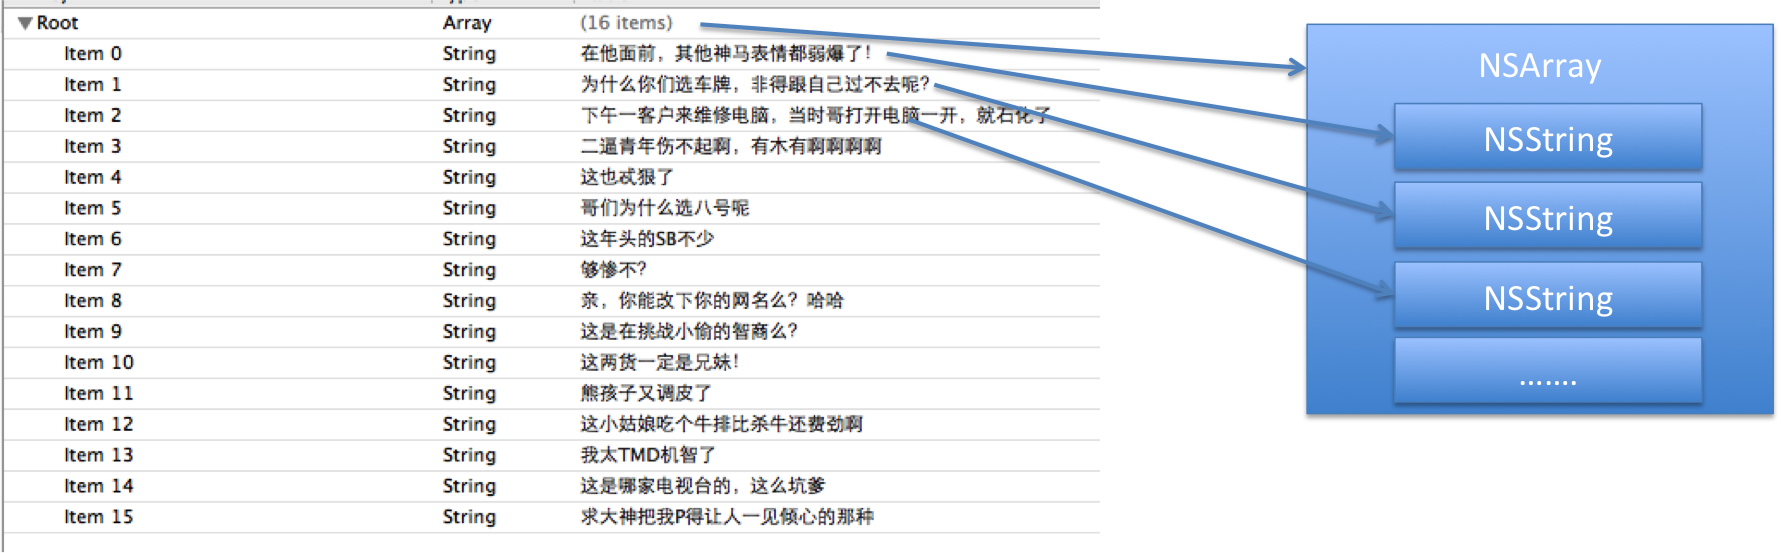 Root Array (16 items)
Item 0 String 在他面前，其他神马表情都弱爆了！
Item 1 String 为什么你们选车牌，非得跟自己过不去呢？
Item 2 String 下午一客户来维修电脑，当时哥打开电脑一开，就石化了
Item 3 String 二逼青年伤不起啊，有木有啊啊啊啊
Item 4 String 这也忒狠了
Item 5 String 哥们为什么选八号呢
Item 6 String 这年头的SB不少
Item 7 String 够惨不？
Item 8 String 亲，你能改下你的网名么？哈哈
Item 9 String 这是在挑战小偷的智商么？
Item 10 String 这两货一定是兄妹！
Item 11 String 熊孩子又调皮了
Item 12 String 这小姑娘吃个牛排比杀牛还费劲啊
Item 13 String 我太TMD机智了
Item 14 String 这是哪家电视台的，这么坑爹
Item 15 String 求大神把我P得让人一见倾心的那种
NSArray
NSString
NSString
NSString
.......